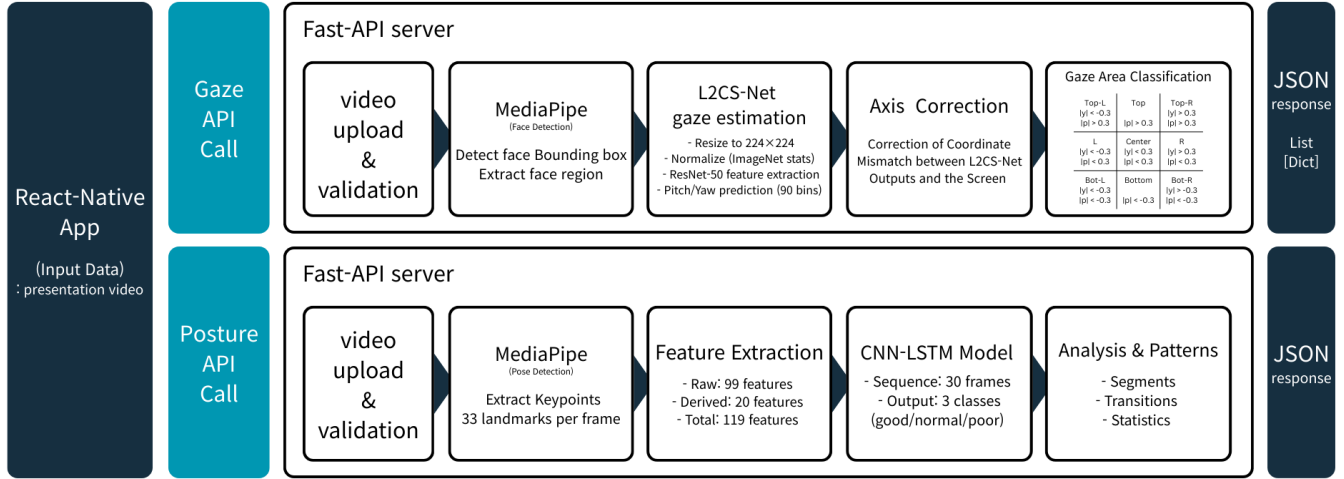 React-Native
App
(Input Data)
: presentation video
Gaze
API
Call
Fast-API server
video
upload
&
validation
MediaPipe
(Face Detection)
Detect face Bounding box
Extract face region
L2CS-Net
gaze estimation
- Resize to 224×224
- Normalize (ImageNet stats)
- ResNet-50 feature extraction
- Pitch/Yaw prediction (90 bins)
Axis Correction
Correction of Coordinate
Mismatch between L2CS-Net
Outputs and the Screen
Gaze Area Classification
Top-L Top Top-R
|y| < -0.3 |y| > 0.3
|p| > 0.3 |p| > 0.3 |p| > 0.3
L Center R
|y| < -0.3 |y| < 0.3 |y| > 0.3
|p| < 0.3 |p| < 0.3 |p| < 0.3
Bot-L Bottom Bot-R
|y| < -0.3 |y| > -0.3
|p| < -0.3 |p| < -0.3 |p| < -0.3
JSON
response
List
[Dict]
Posture
API
Call
Fast-API server
video
upload
&
validation
MediaPipe
(Pose Detection)
Extract Keypoints
33 landmarks per frame
Feature Extraction
- Raw: 99 features
- Derived: 20 features
- Total: 119 features
CNN-LSTM Model
- Sequence: 30 frames
- Output: 3 classes
(good/normal/poor)
Analysis & Patterns
- Segments
- Transitions
- Statistics
JSON
response